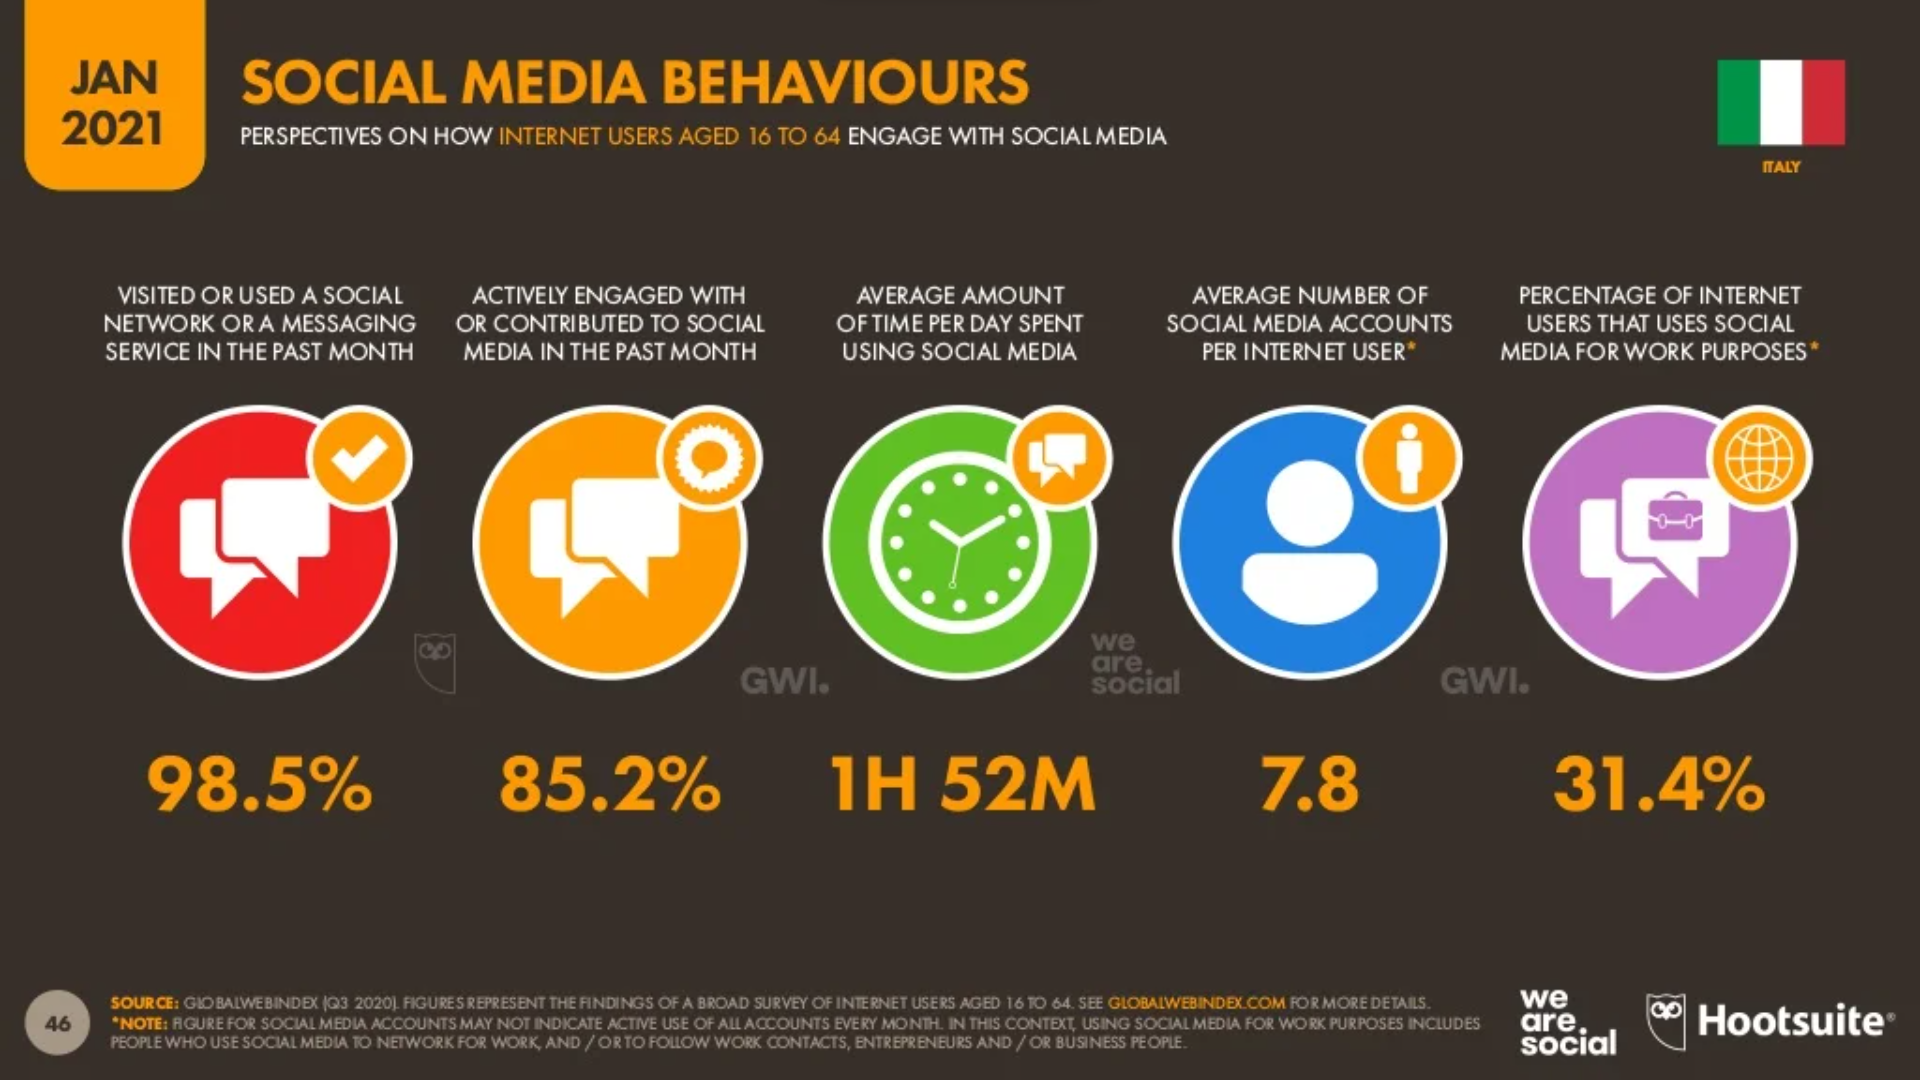 JAN
2021
SOCIAL MEDIA BEHAVIOURS
PERSPECTIVES ON HOW INTERNET USERS AGED 16 TO 64 ENGAGE WITH SOCIAL MEDIA
ITALY
VISITED OR USED A SOCIAL
NETWORK OR A MESSAGING
SERVICE IN THE PAST MONTH
98.5%
ACTIVELY ENGAGED WITH
OR CONTRIBUTED TO SOCIAL
MEDIA IN THE PAST MONTH
85.2%
AVERAGE AMOUNT
OF TIME PER DAY SPENT
USING SOCIAL MEDIA
1H 52M
AVERAGE NUMBER OF
SOCIAL MEDIA ACCOUNTS
PER INTERNET USER*
7.8
PERCENTAGE OF INTERNET
USERS THAT USES SOCIAL
MEDIA FOR WORK PURPOSES*
31.4%
GWI.
we
are
social
GWI.
46
SOURCE: GLOBALWEBINDEX (Q3 2020). FIGURES REPRESENT THE FINDINGS OF A BROAD SURVEY OF INTERNET USERS AGED 16 TO 64. SEE GLOBALWEBINDEX.COM FOR MORE DETAILS.
*NOTE: FIGURE FOR SOCIAL MEDIA ACCOUNTS MAY NOT INDICATE ACTIVE USE OF ALL ACCOUNTS EVERY MONTH. IN THIS CONTEXT, USING SOCIAL MEDIA FOR WORK PURPOSES INCLUDES
PEOPLE WHO USE SOCIAL MEDIA TO NETWORK FOR WORK, AND / OR TO FOLLOW WORK CONTACTS, ENTREPRENEURS AND / OR BUSINESS PEOPLE.
we
are
social
Hootsuite®